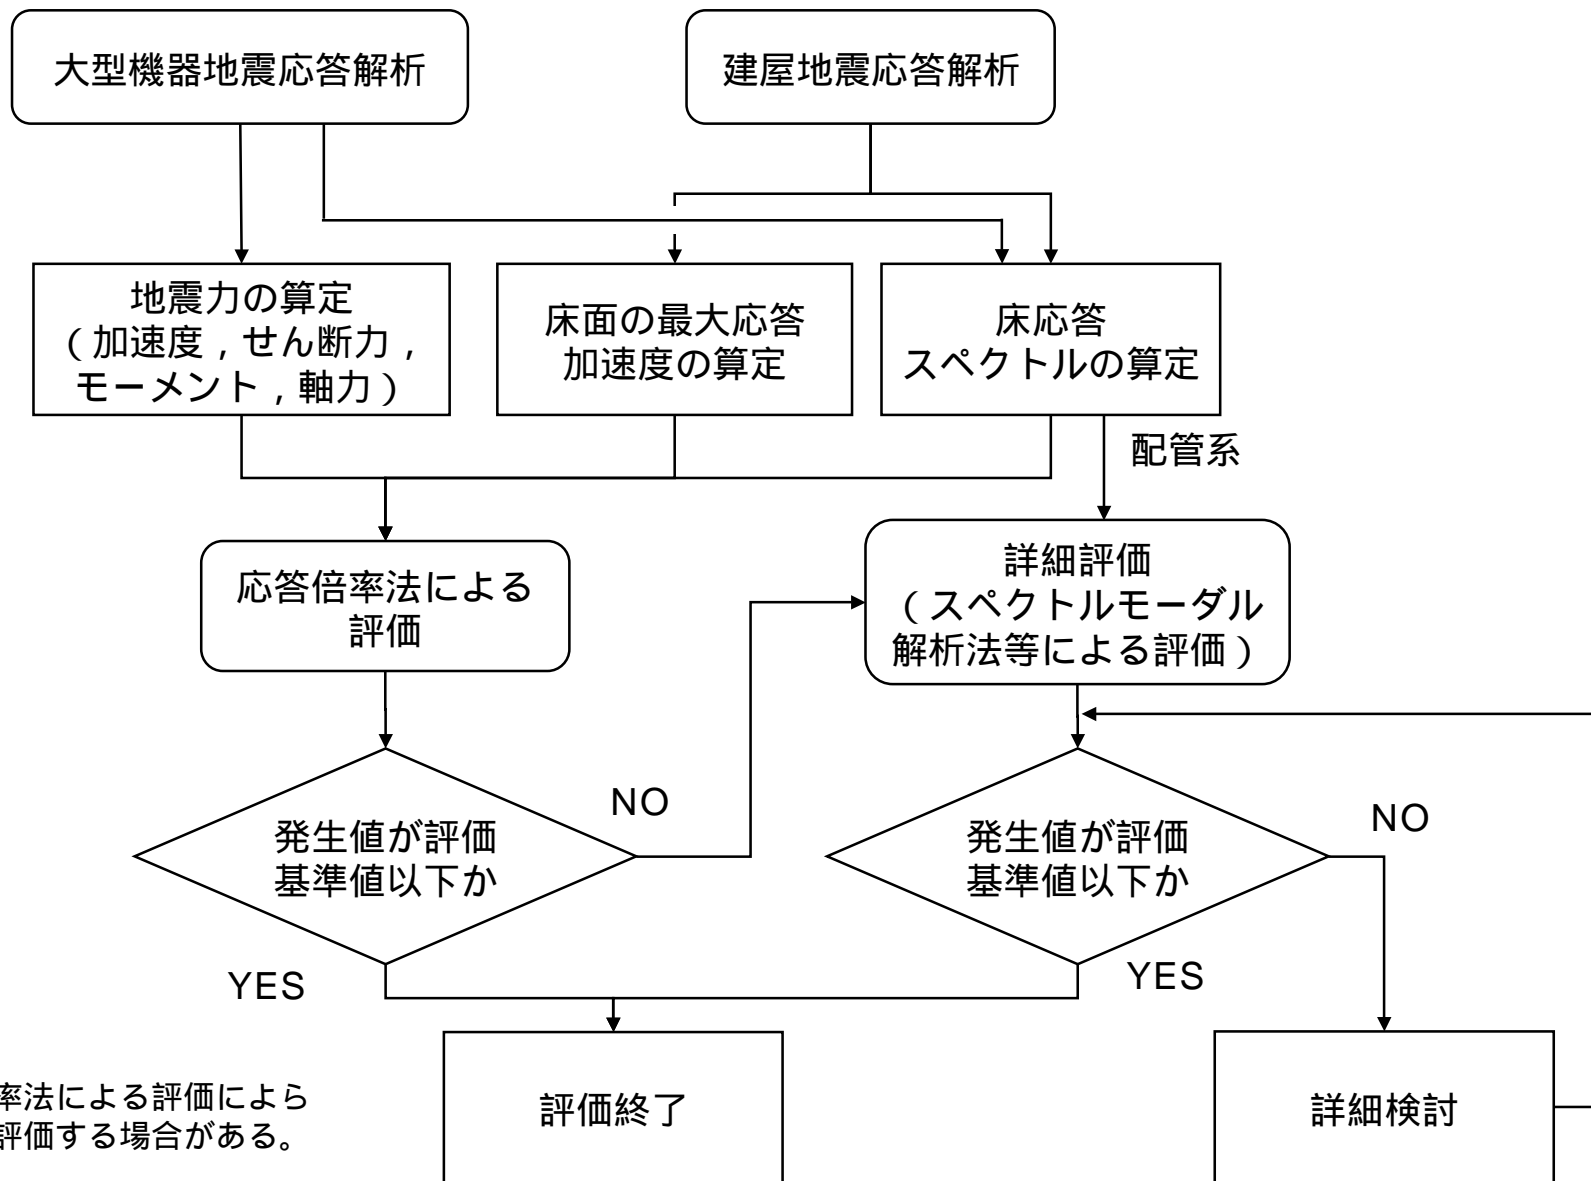 大型機器地震応答解析
建屋地震応答解析
地震力の算定
（加速度，せん断力，
モーメント，軸力）
床面の最大応答
加速度の算定
床応答
スペクトルの算定
配管系
応答倍率法による
評価
詳細評価
（スペクトルモーダル
解析法等による評価）
発生値が評価
基準値以下か
NO
発生値が評価
基準値以下か
NO
YES
YES
評価終了
詳細検討
率法による評価によら
評価する場合がある。